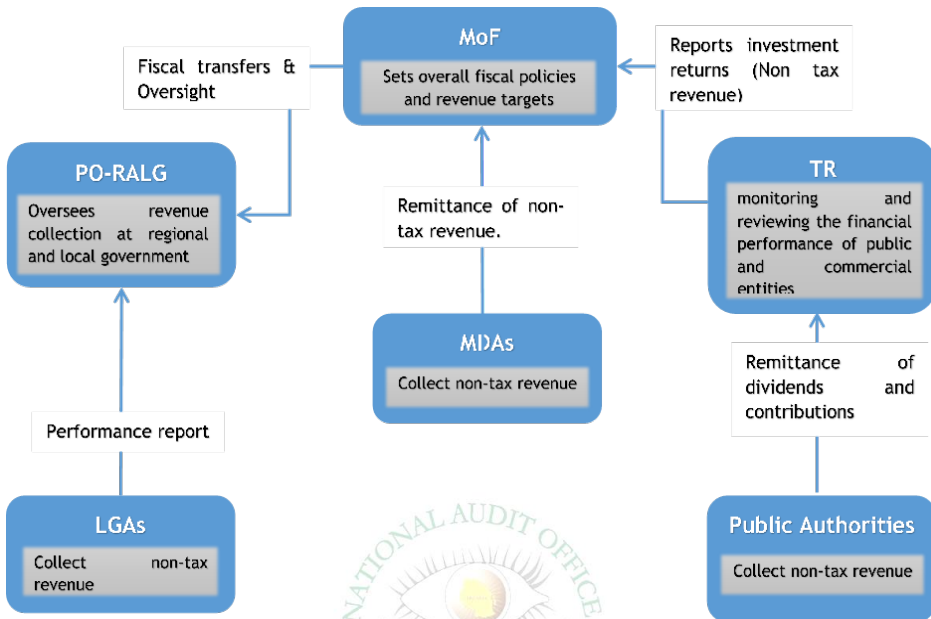 MoF
Sets overall fiscal policies
and revenue targets
Fiscal transfers &
Oversight
Reports investment
returns (Non tax
revenue)
PO-RALG
Oversees revenue
collection at regional
and local government
Remittance of non-
tax revenue.
TR
monitoring and
reviewing the financial
performance of public
and commercial
entities
MDAs
Collect non-tax revenue
Remittance of
dividends and
contributions
Performance report
LGAs
Collect non-tax
revenue
Public Authorities
Collect non-tax revenue
NATIONAL AUDIT OFFICE